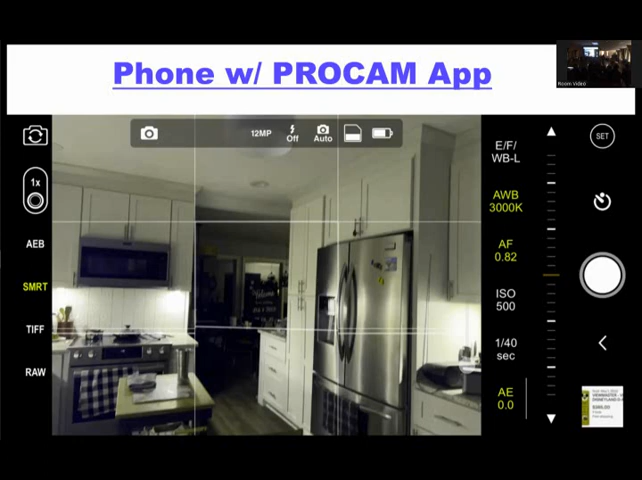 Phone w/ PROCAM App
Room Video
12MP
Off
Auto
1x
AEB
SMRT
TIFF
RAW
E/F/
WB-L
AWB
3000K
AF
0.82
ISO
500
1/40
sec
AE
0.0
SET
Welcome